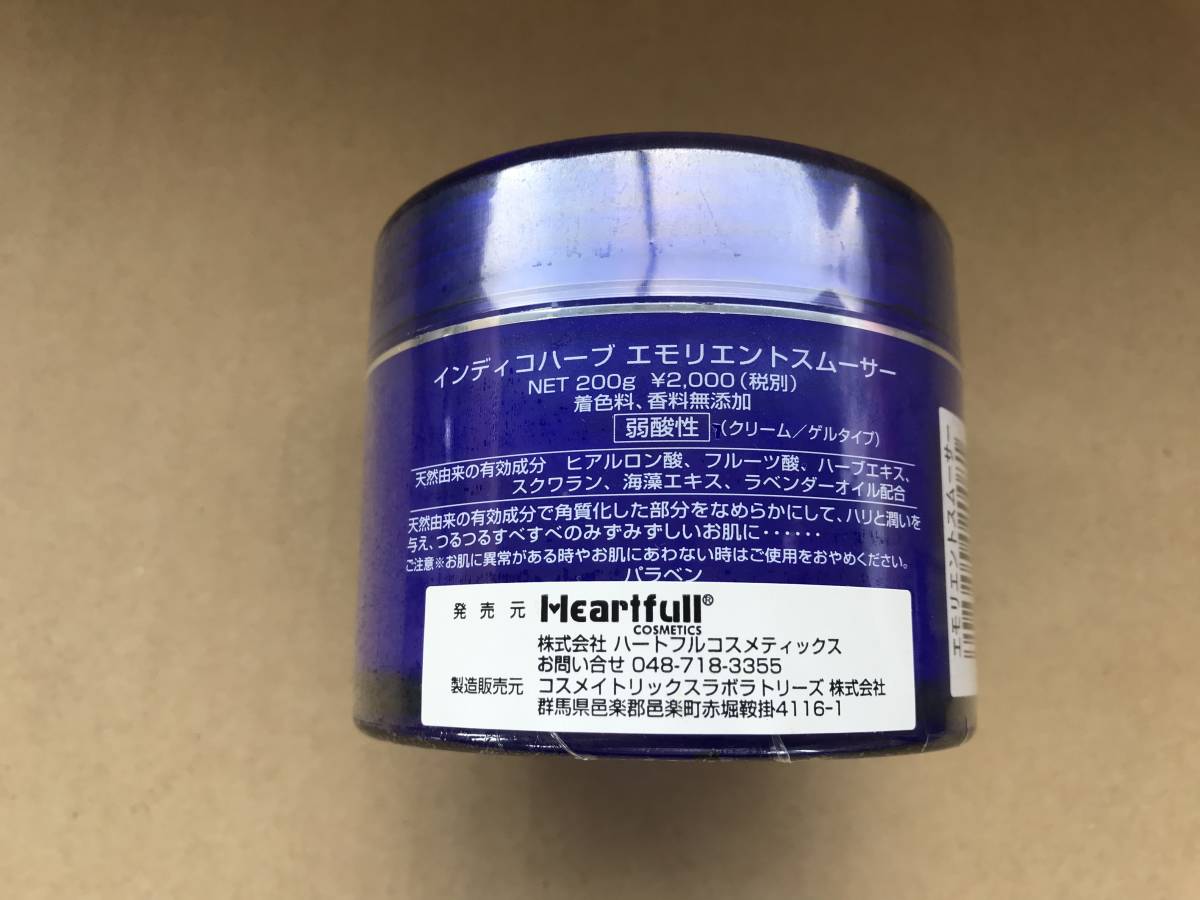 インディコハーブ エモリエントスムーサー
NET 200g ¥2,000(税別)
着色料、香料無添加
弱酸性 (クリーム/ゲルタイプ)
天然由来の有効成分 ヒアルロン酸、フルーツ酸、ハーブエキス、
スクワラン、海藻エキス、ラベンダーオイル配合
天然由来の有効成分で角質化した部分をなめらかにして、ハリと潤いを
与え、つるつるすべすべのみずみずしいお肌に・・・・・・
ご注意※お肌に異常がある時やお肌にあわない時はご使用をおやめください。
パラベン
発売元 Heartfull®
COSMETICS
株式会社 ハートフルコスメティックス
お問い合せ 048-718-3355
製造販売元 コスメイトリックスラボラトリーズ 株式会社
群馬県邑楽郡邑楽町赤堀鞍掛4116-1
エモリエントスムーサー